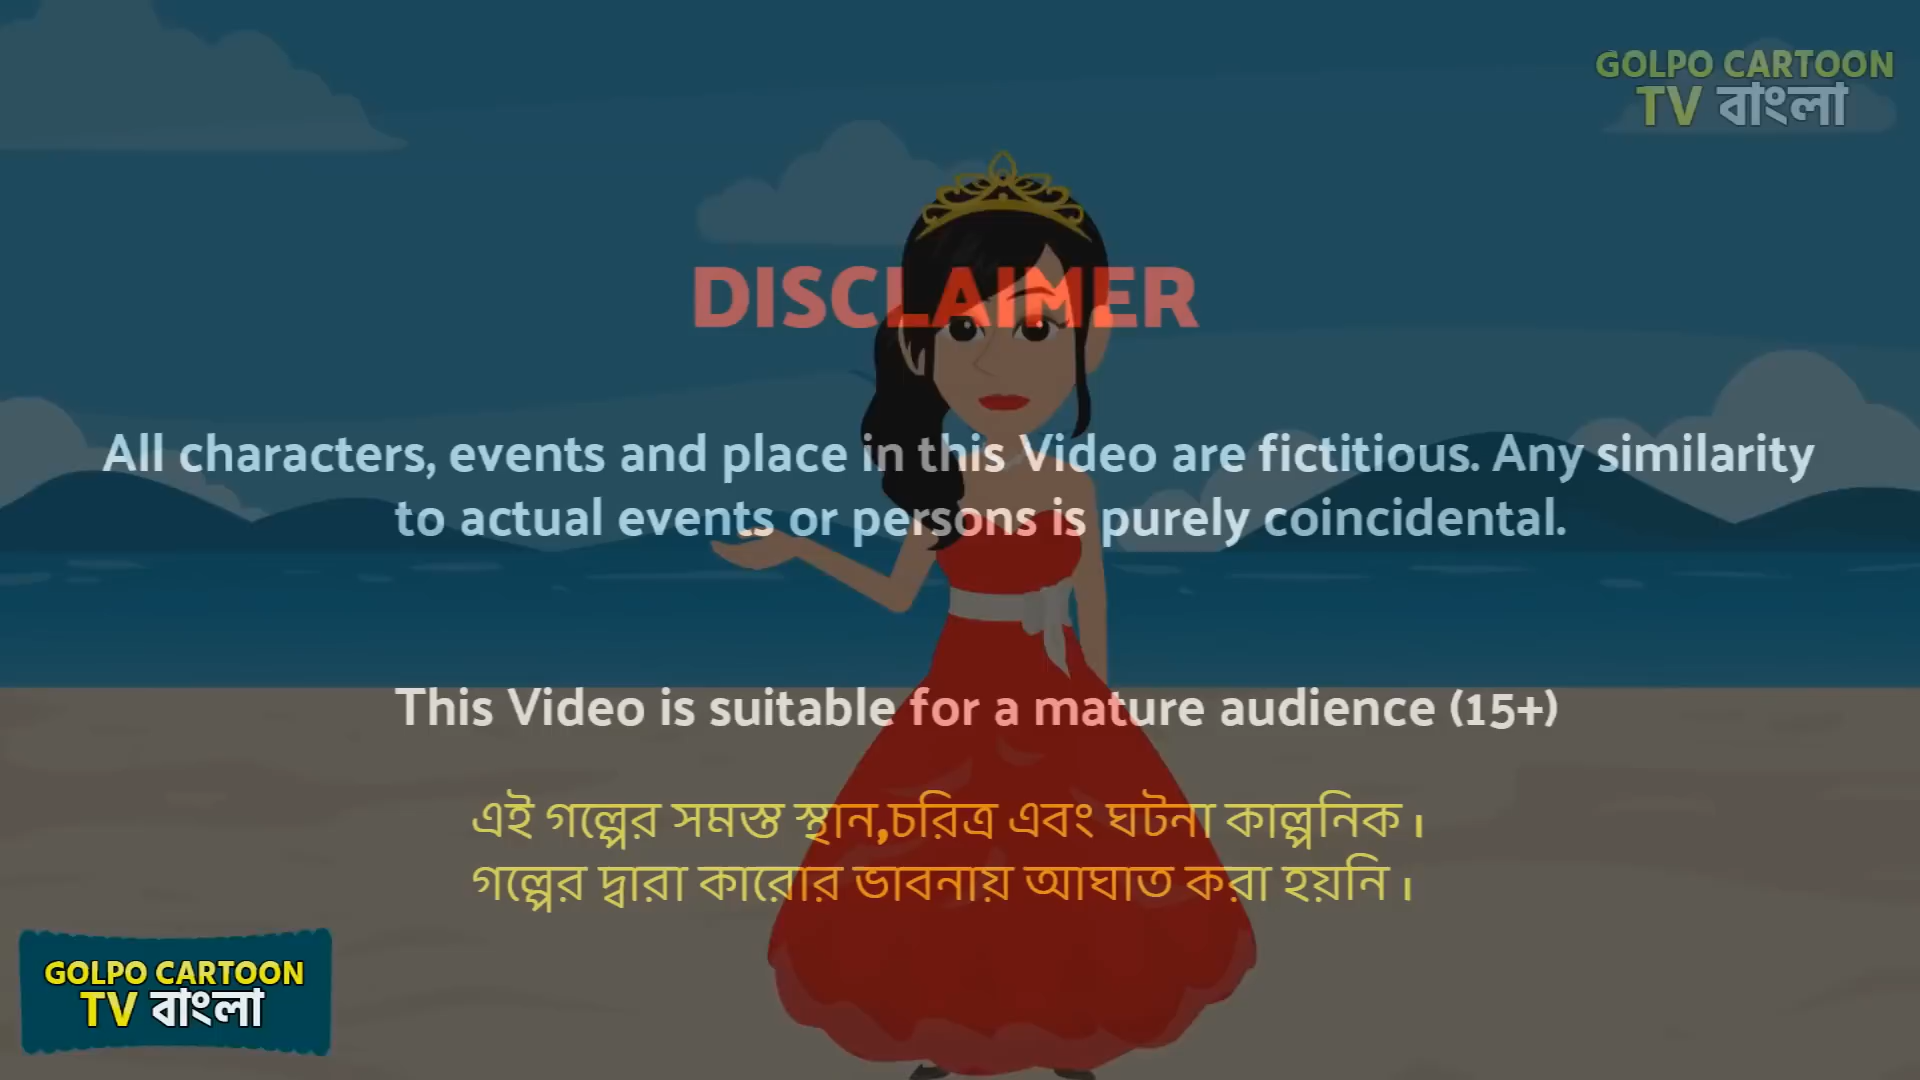 GOLPO CARTOON
TV বাংলা
DISCLAIMER
All characters, events and place in this Video are fictitious. Any similarity
to actual events or persons is purely coincidental.
This Video is suitable for a mature audience (15+)
এই গল্পের সমস্ত স্থান,চরিত্র এবং ঘটনা কাল্পনিক ।
গল্পের দ্বারা কারোর ভাবনায় আঘাত করা হয়নি ।
GOLPO CARTOON
TV বাংলা